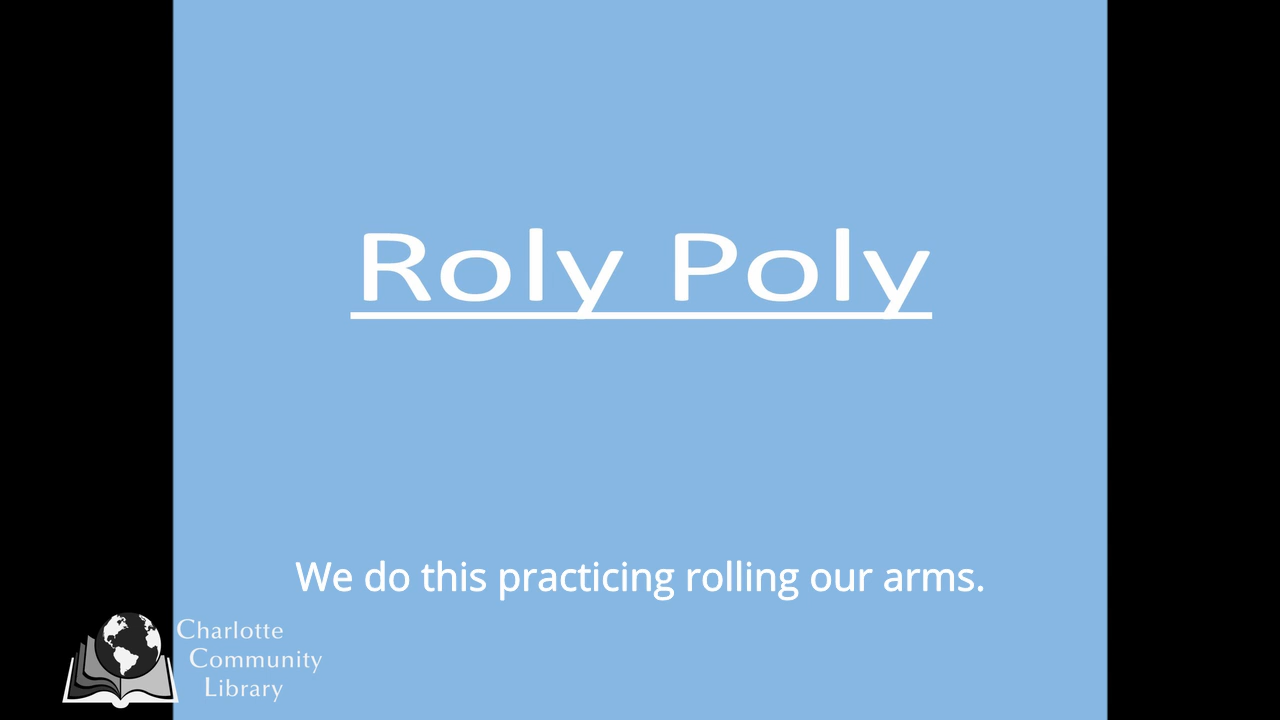 Roly Poly
We do this practicing rolling our arms.
Charlotte
Community
Library